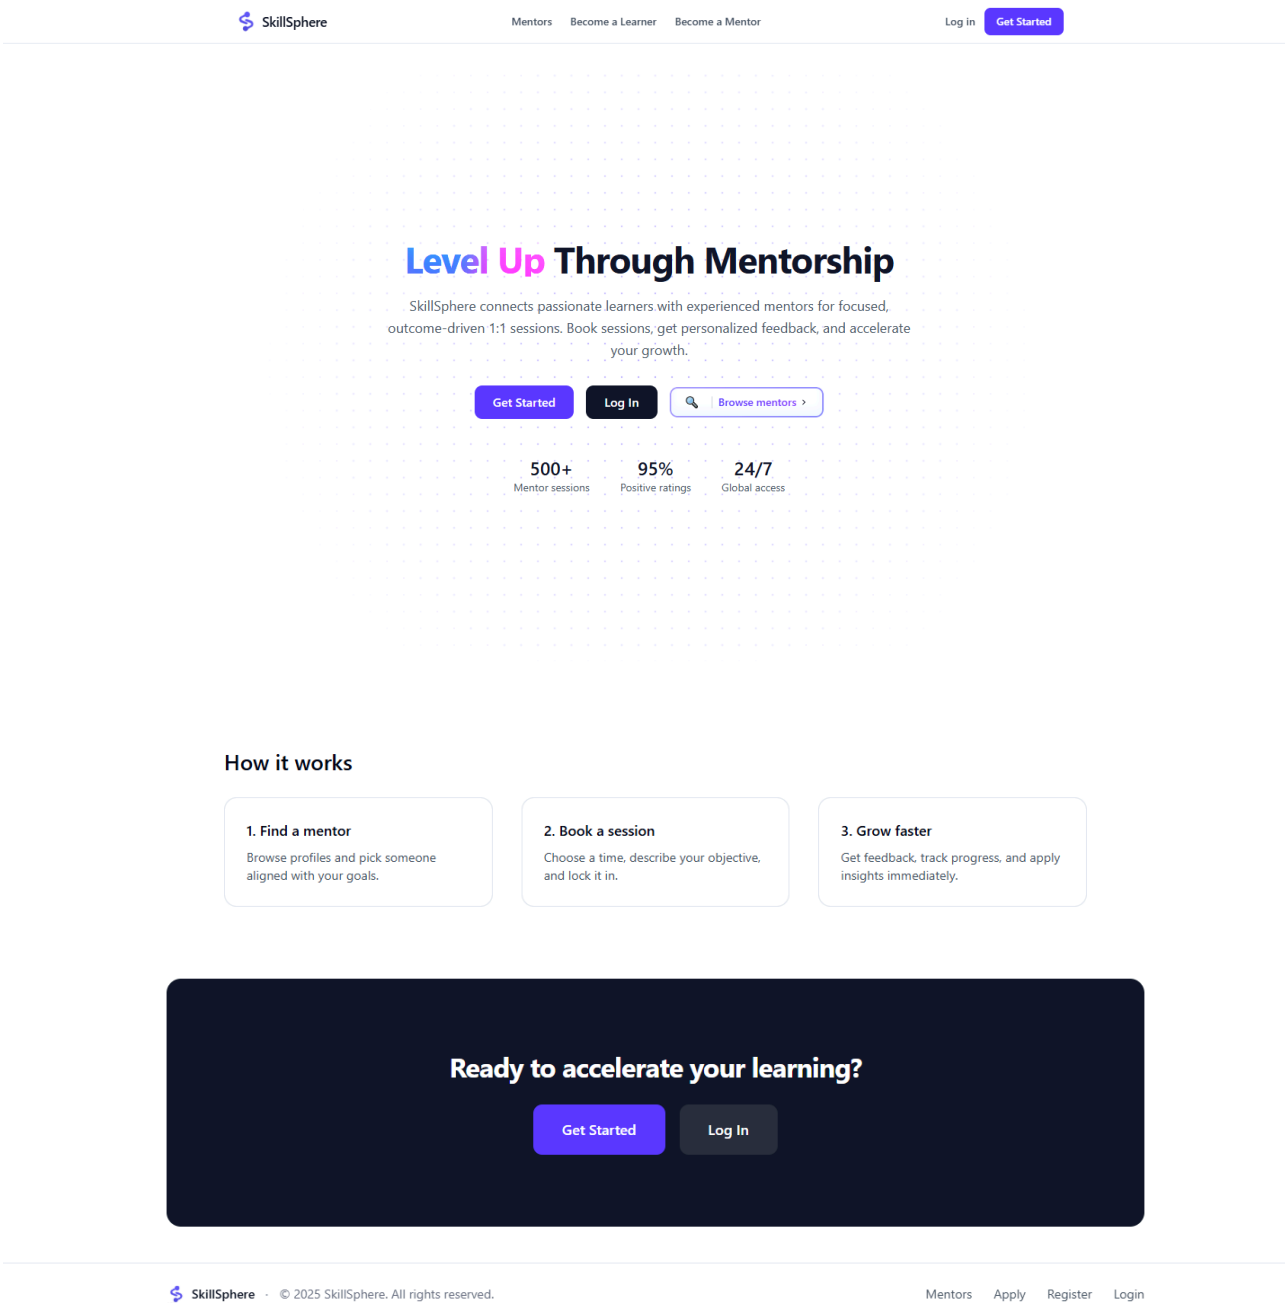 SkillSphere
Mentors
Become a Learner
Become a Mentor
Log in
Get Started
Level Up Through Mentorship
SkillSphere connects passionate learners with experienced mentors for focused,
outcome-driven 1:1 sessions. Book sessions, get personalized feedback, and accelerate
your growth.
Get Started
Log In
Browse mentors ›
500+
Mentor sessions
95%
Positive ratings
24/7
Global access
How it works
1. Find a mentor
Browse profiles and pick someone
aligned with your goals.
2. Book a session
Choose a time, describe your objective,
and lock it in.
3. Grow faster
Get feedback, track progress, and apply
insights immediately.
Ready to accelerate your learning?
Get Started
Log In
SkillSphere - © 2025 SkillSphere. All rights reserved.
Mentors
Apply
Register
Login